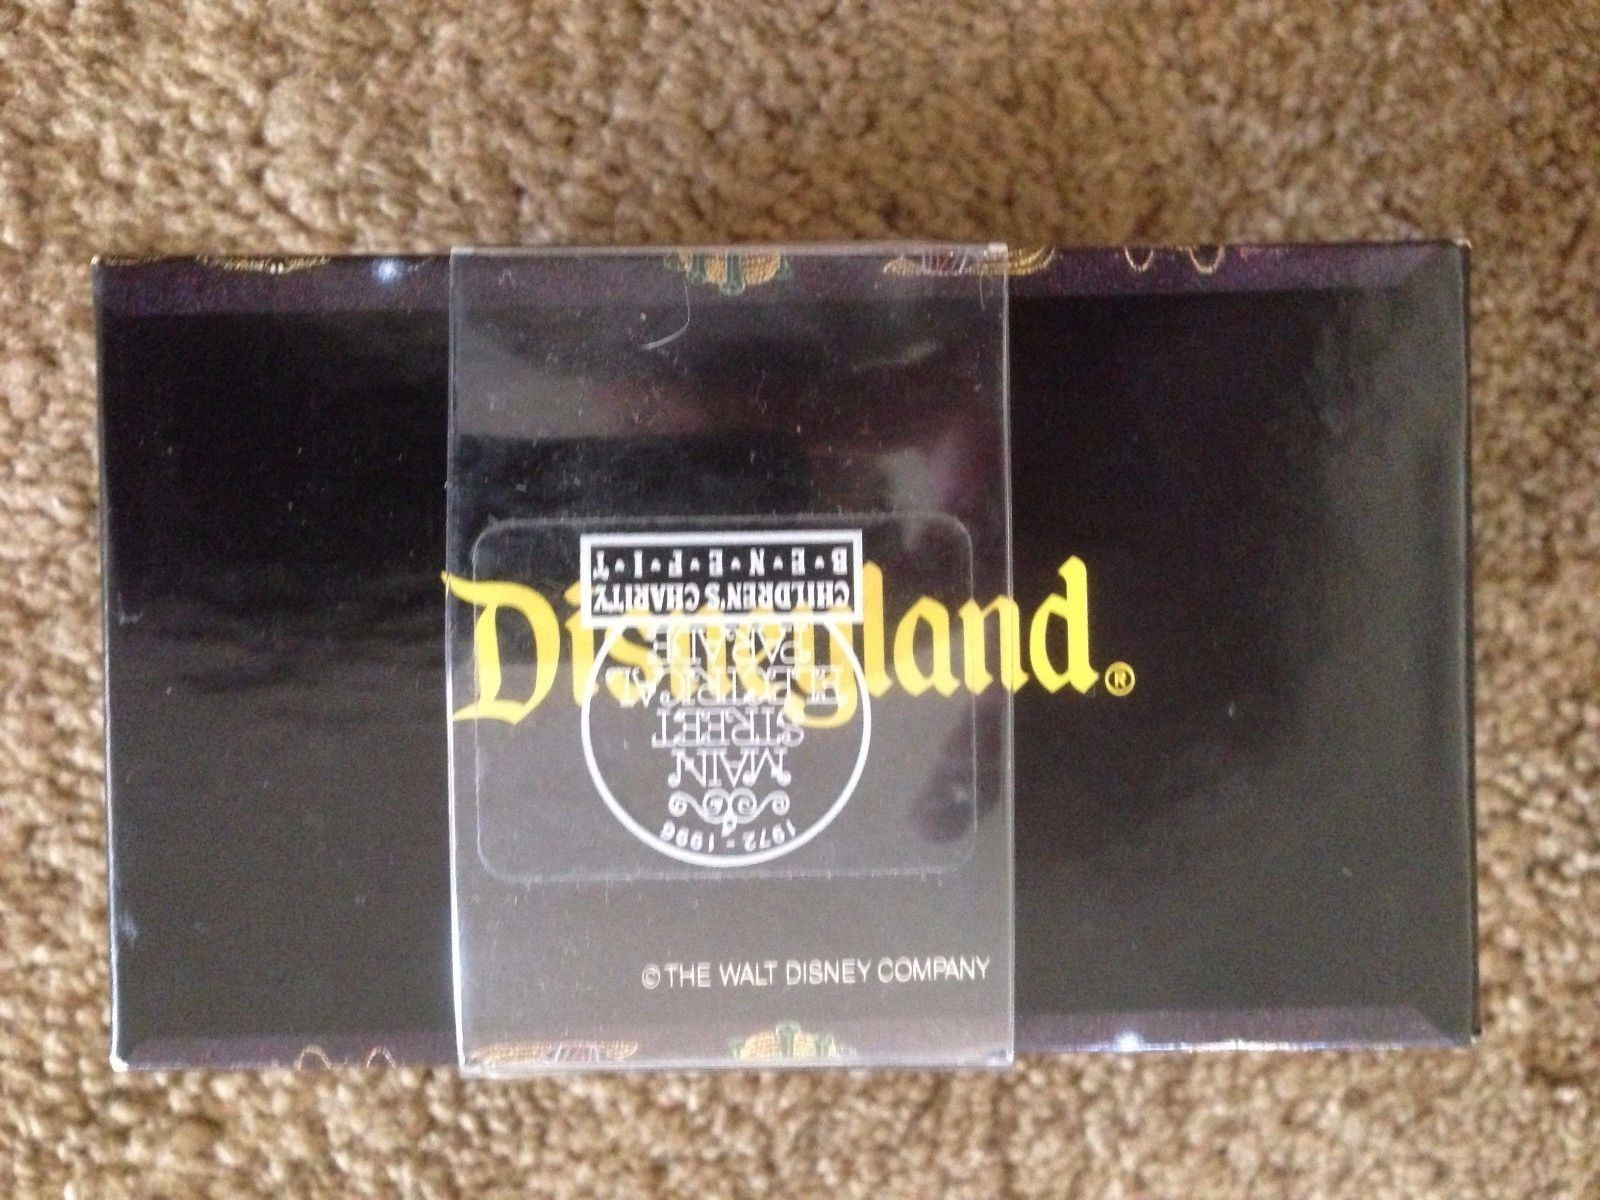 Disneyland®
CHILDREN'S CHARITY
B•E•N•E•F•I•T
MAIN
STREET
ELECTRICAL
PARADE
1972 - 1996
© THE WALT DISNEY COMPANY